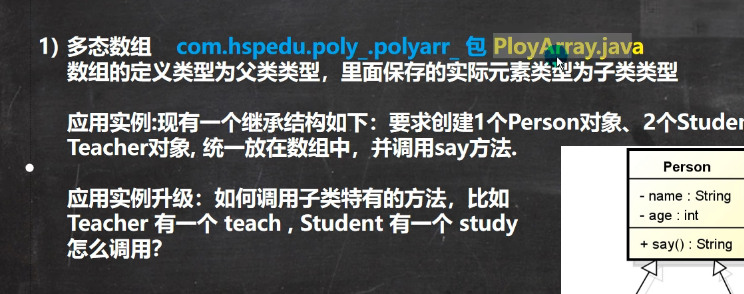 1) 多态数组 com.hspedu.poly_.polyarr_ 包 PloyArray.java
数组的定义类型为父类类型，里面保存的实际元素类型为子类类型
应用实例:现有一个继承结构如下：要求创建1个Person对象、2个Studen
Teacher对象, 统一放在数组中，并调用say方法.
应用实例升级：如何调用子类特有的方法，比如
Teacher 有一个 teach , Student 有一个 study
怎么调用？
Person
- name : String
- age : int
+ say() : String